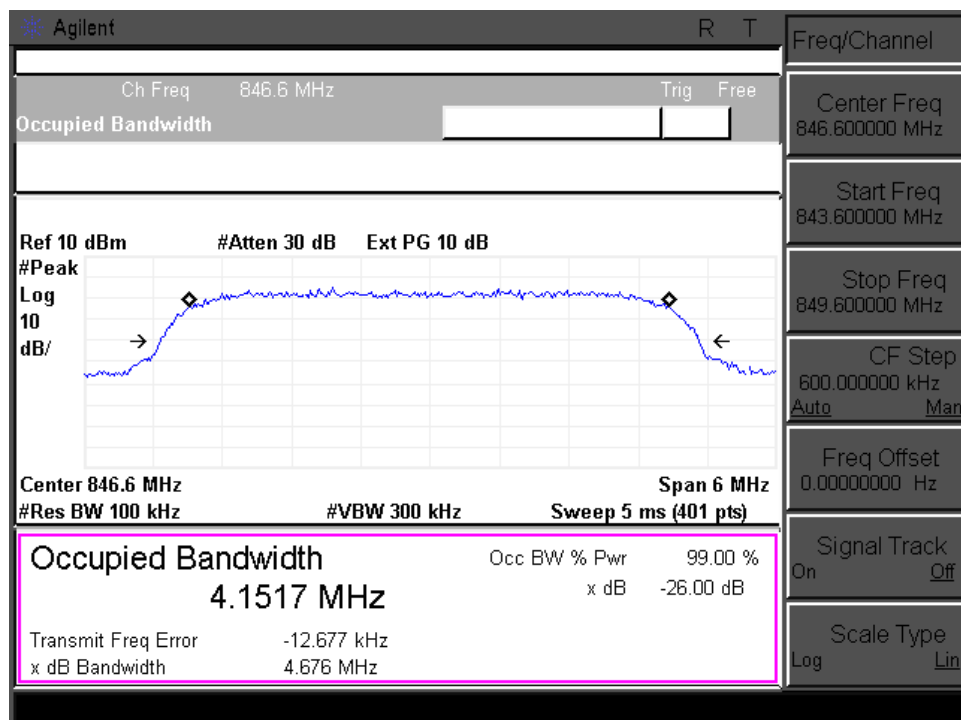 Agilent R T
Freq/Channel
Ch Freq 846.6 MHz Trig Free
Occupied Bandwidth
Center Freq
846.600000 MHz
Start Freq
843.600000 MHz
Stop Freq
849.600000 MHz
CF Step
600.000000 kHz
Auto Man
Freq Offset
0.00000000 Hz
Signal Track
On Off
Scale Type
Log Lin
Ref 10 dBm #Atten 30 dB Ext PG 10 dB
#Peak
Log
10
dB/
Center 846.6 MHz Span 6 MHz
#Res BW 100 kHz #VBW 300 kHz Sweep 5 ms (401 pts)
Occupied Bandwidth Occ BW % Pwr 99.00 %
4.1517 MHz x dB -26.00 dB
Transmit Freq Error -12.677 kHz
x dB Bandwidth 4.676 MHz